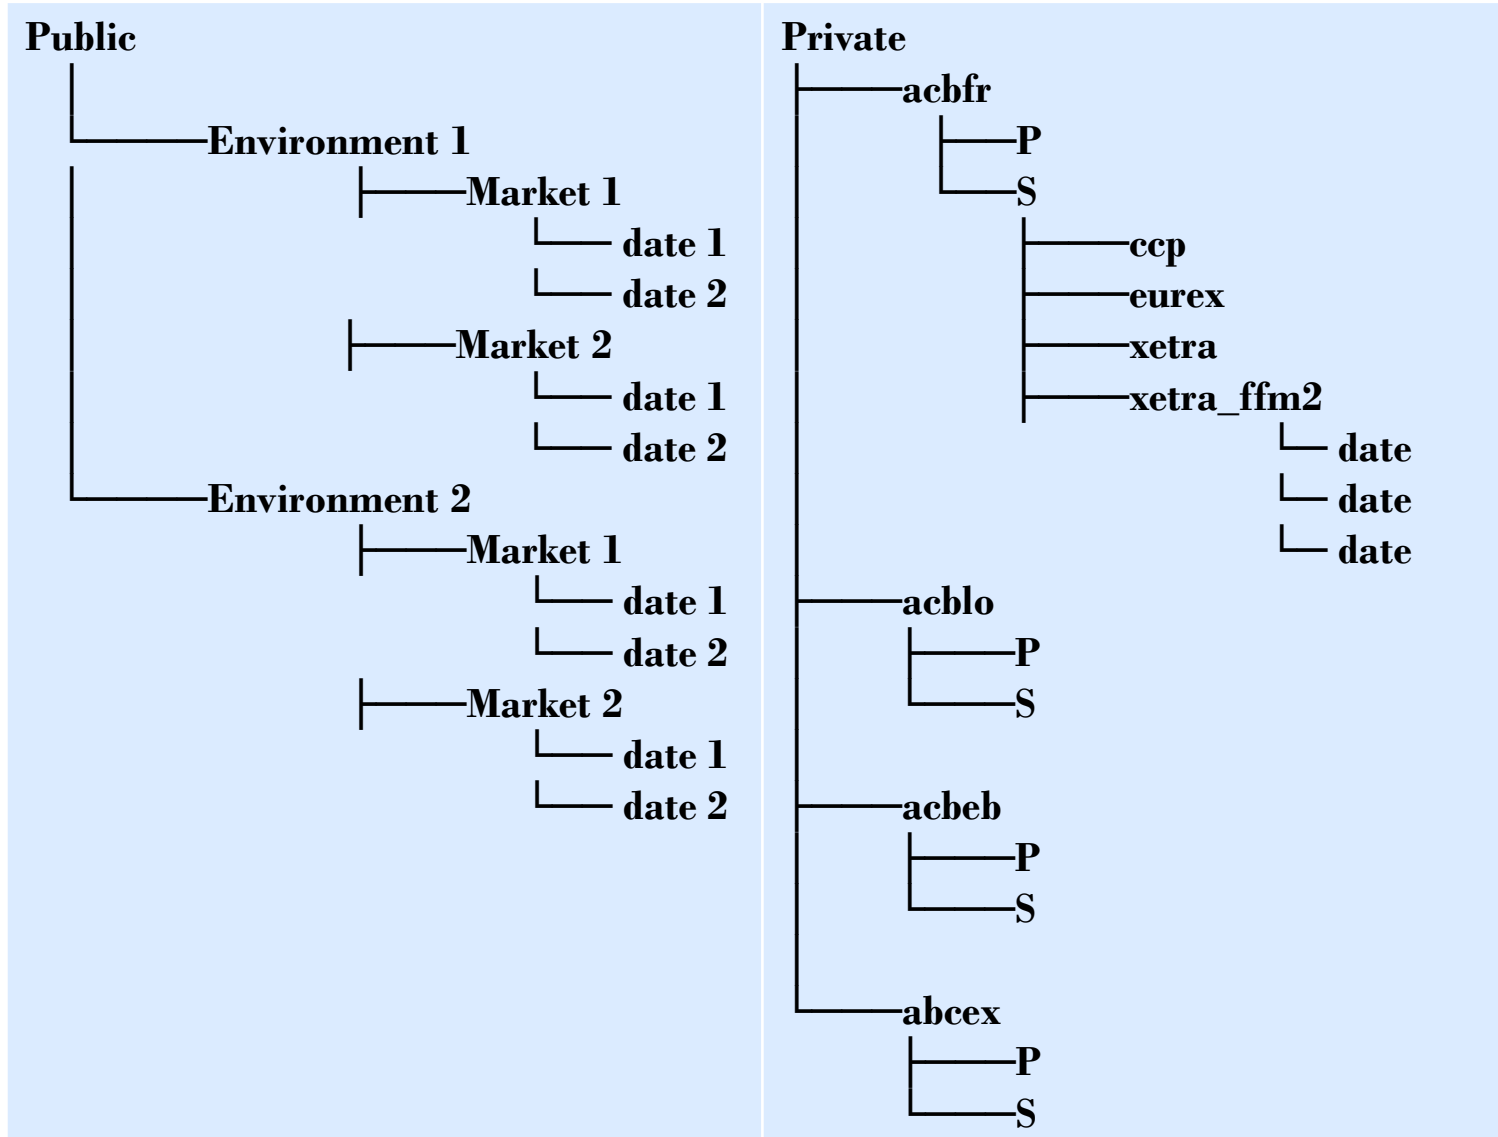 Public
Environment 1
Market 1
date 1
date 2
Market 2
date 1
date 2
Environment 2
Market 1
date 1
date 2
Market 2
date 1
date 2
Private
acbfr
P
S
ccp
eurex
xetra
xetra_ffm2
date
date
date
acblo
P
S
acbeb
P
S
abcex
P
S